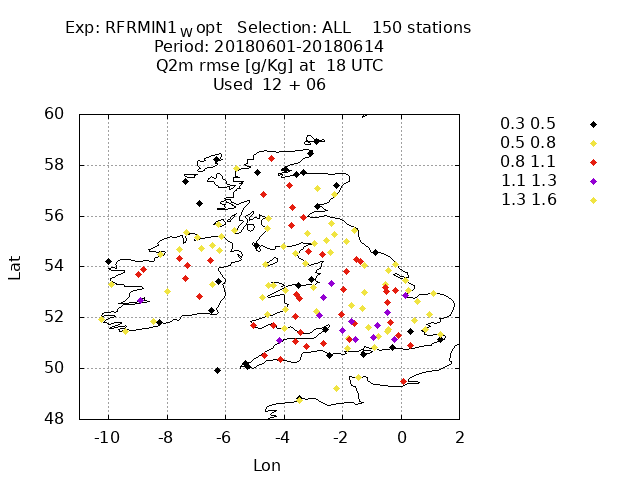 Exp: RFRMIN1 W opt Selection: ALL 150 stations
Period: 20180601-20180614
Q2m rmse [g/Kg] at 18 UTC
Used 12 + 06
0.3 0.5
0.5 0.8
0.8 1.1
1.1 1.3
1.3 1.6
60
58
56
54
52
50
48
Lat
-10 -8 -6 -4 -2 0 2
Lon